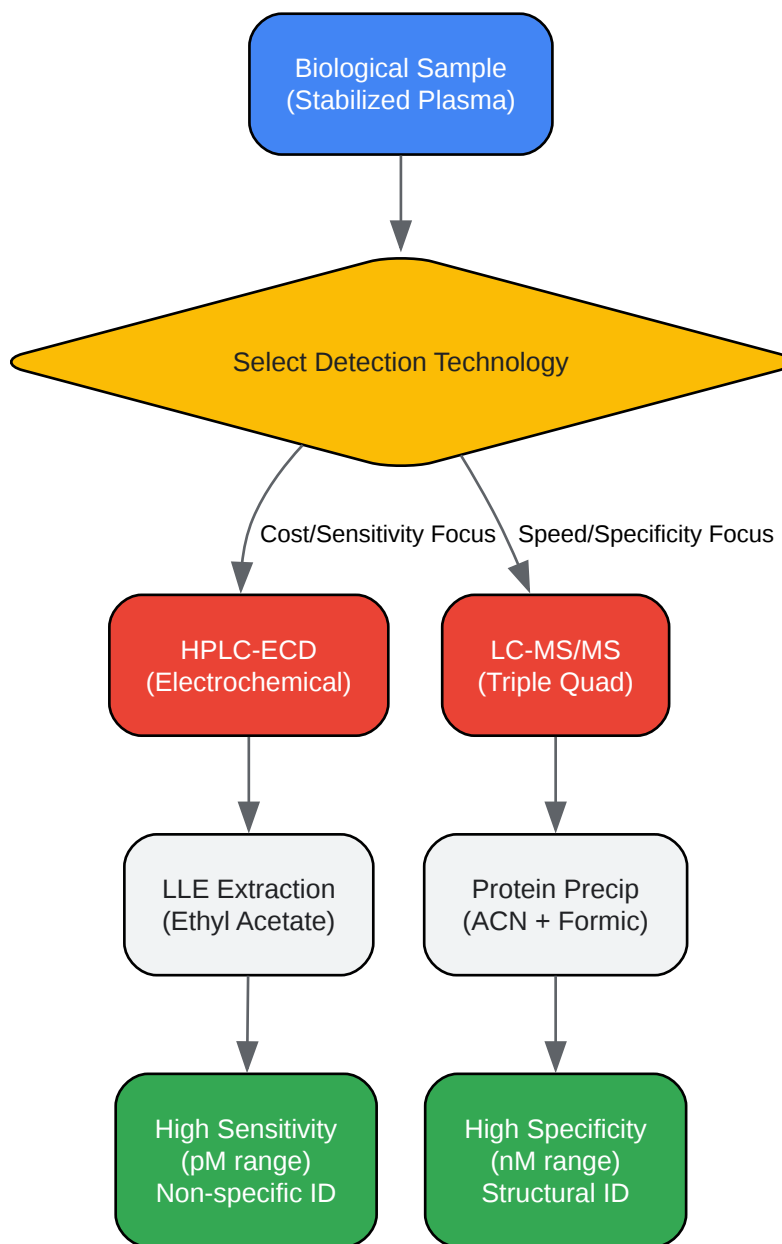 Biological Sample
(Stabilized Plasma)
Select Detection Technology
Cost/Sensitivity Focus
Speed/Specificity Focus
HPLC-ECD
(Electrochemical)
LC-MS/MS
(Triple Quad)
LLE Extraction
(Ethyl Acetate)
Protein Precip
(ACN + Formic)
High Sensitivity
(pM range)
Non-specific ID
High Specificity
(nM range)
Structural ID